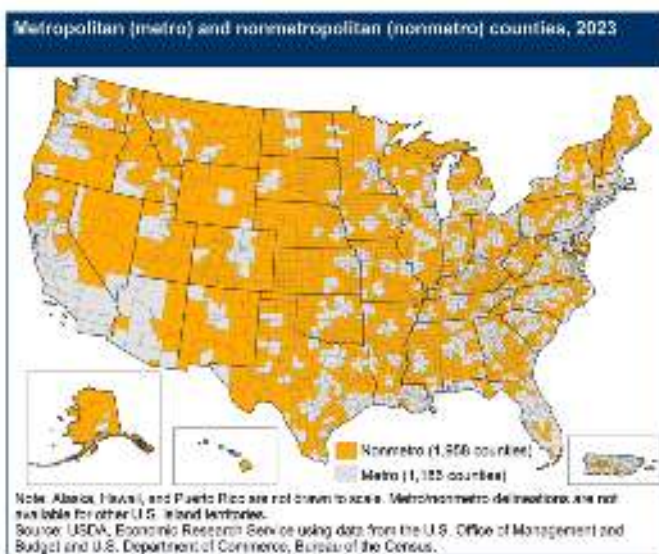 Metropolitan (metro) and nonmetropolitan (nonmetro) counties, 2023
Nonmetro (1,958 counties)
Metro (1,186 counties)
Note: Alaska, Hawaii, and Puerto Rico are not drawn to scale. Metro/nonmetro delineations are not
available for other U.S. island territories.
Source: USDA, Economic Research Service using data from the U.S. Office of Management and
Budget and U.S. Department of Commerce, Bureau of the Census.